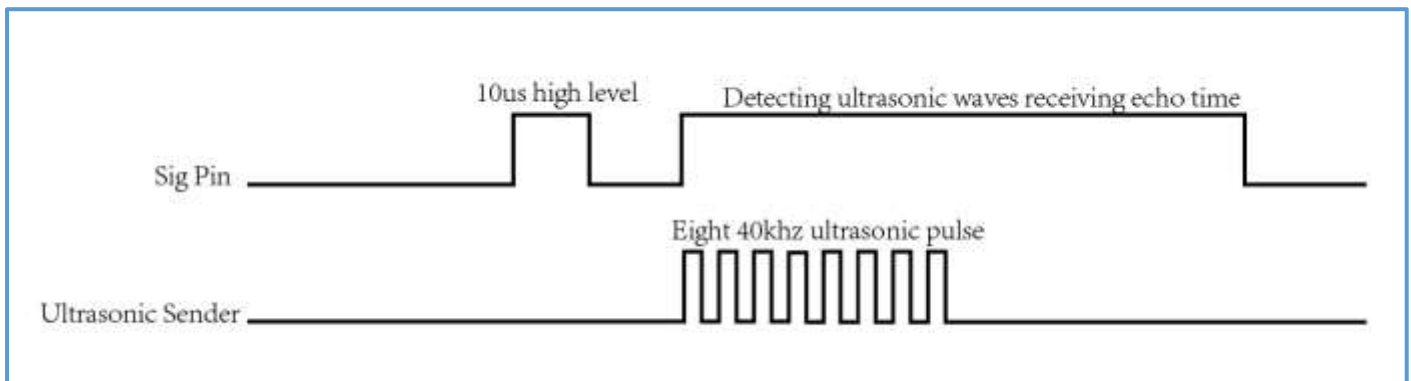 10us high level
Detecting ultrasonic waves receiving echo time
Sig Pin
Eight 40khz ultrasonic pulse
Ultrasonic Sender